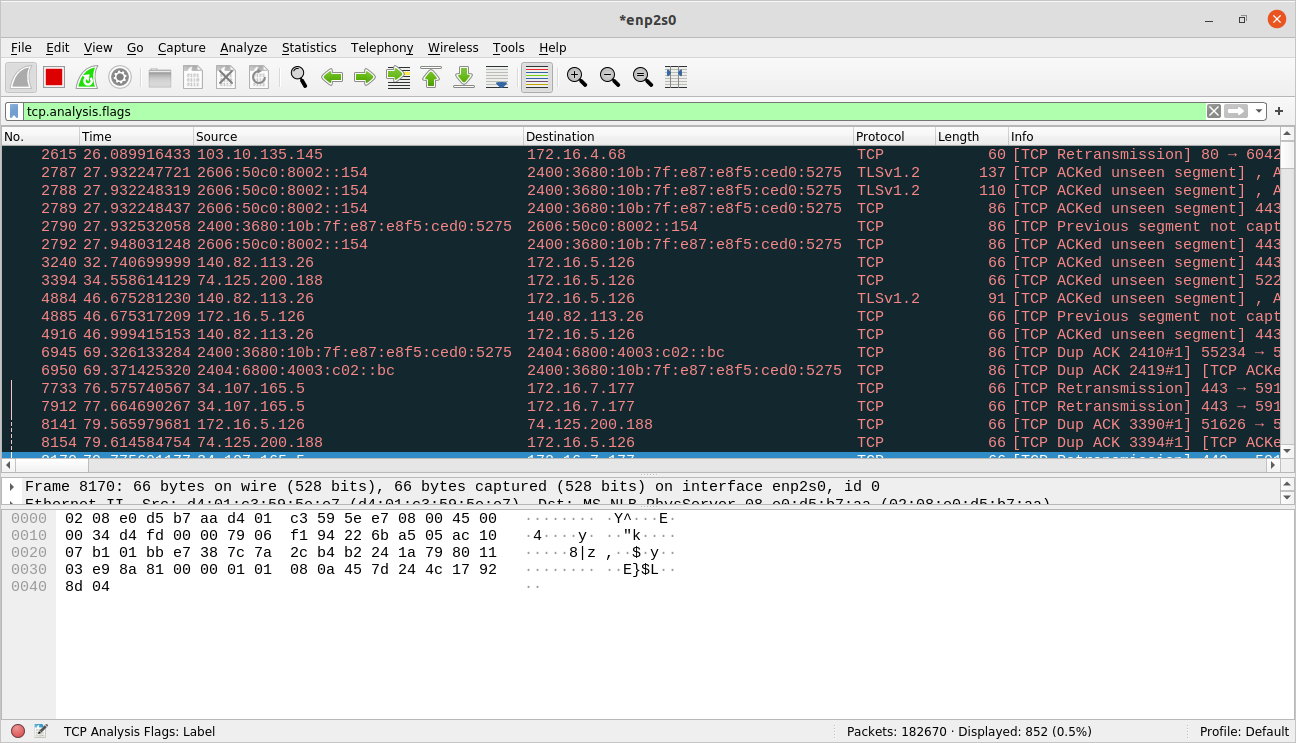 *enp2s0
File Edit View Go Capture Analyze Statistics Telephony Wireless Tools Help
tcp.analysis.flags
No. Time Source Destination Protocol Length Info
2615 26.089916433 103.10.135.145 172.16.4.68 TCP 60 [TCP Retransmission] 80 → 6042
2787 27.932247721 2606:50c0:8002::154 2400:3680:10b:7f:e87:e8f5:ced0:5275 TLSv1.2 137 [TCP ACKed unseen segment] , A
2788 27.932248319 2606:50c0:8002::154 2400:3680:10b:7f:e87:e8f5:ced0:5275 TLSv1.2 110 [TCP ACKed unseen segment] , A
2789 27.932248437 2606:50c0:8002::154 2400:3680:10b:7f:e87:e8f5:ced0:5275 TCP 86 [TCP ACKed unseen segment] 443
2790 27.932532058 2400:3680:10b:7f:e87:e8f5:ced0:5275 2606:50c0:8002::154 TCP 86 [TCP Previous segment not capt
2792 27.948031248 2606:50c0:8002::154 2400:3680:10b:7f:e87:e8f5:ced0:5275 TCP 86 [TCP ACKed unseen segment] 443
3240 32.740699999 140.82.113.26 172.16.5.126 TCP 66 [TCP ACKed unseen segment] 443
3394 34.558614129 74.125.200.188 172.16.5.126 TCP 66 [TCP ACKed unseen segment] 522
4884 46.675281230 140.82.113.26 172.16.5.126 TLSv1.2 91 [TCP ACKed unseen segment] , A
4885 46.675317209 172.16.5.126 140.82.113.26 TCP 66 [TCP Previous segment not capt
4916 46.999415153 140.82.113.26 172.16.5.126 TCP 66 [TCP ACKed unseen segment] 443
6945 69.326133284 2400:3680:10b:7f:e87:e8f5:ced0:5275 2404:6800:4003:c02::bc TCP 86 [TCP Dup ACK 2410#1] 55234 → 5
6950 69.371425320 2404:6800:4003:c02::bc 2400:3680:10b:7f:e87:e8f5:ced0:5275 TCP 86 [TCP Dup ACK 2419#1] [TCP ACKe
7733 76.575740567 34.107.165.5 172.16.7.177 TCP 66 [TCP Retransmission] 443 → 591
7912 77.664690267 34.107.165.5 172.16.7.177 TCP 66 [TCP Retransmission] 443 → 591
8141 79.565979681 172.16.5.126 74.125.200.188 TCP 66 [TCP Dup ACK 3390#1] 51626 → 5
8154 79.614584754 74.125.200.188 172.16.5.126 TCP 66 [TCP Dup ACK 3394#1] [TCP ACKe
Frame 8170: 66 bytes on wire (528 bits), 66 bytes captured (528 bits) on interface enp2s0, id 0
0000 02 08 e0 d5 b7 aa d4 01 c3 59 5e e7 08 00 45 00 ········ ·Y^···E·
0010 00 34 d4 fd 00 00 79 06 f1 94 22 6b a5 05 ac 10 ·4····y· ··"k····
0020 07 b1 01 bb e7 38 7c 7a 2c b4 b2 24 1a 79 80 11 ·····8|z ,··$·y··
0030 03 e9 8a 81 00 00 01 01 08 0a 45 7d 24 4c 17 92 ········ ··E}$L··
0040 8d 04 ··
TCP Analysis Flags: Label Packets: 182670 · Displayed: 852 (0.5%) Profile: Default